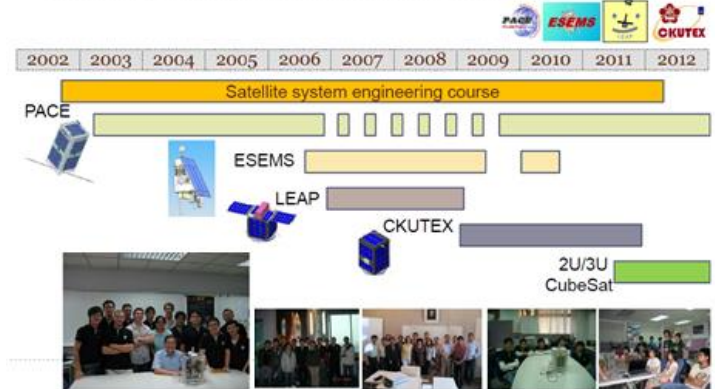 PACE ESEMS LEAP CKUTEX
2002 2003 2004 2005 2006 2007 2008 2009 2010 2011 2012
Satellite system engineering course
PACE
ESEMS
LEAP
CKUTEX
2U/3U
CubeSat